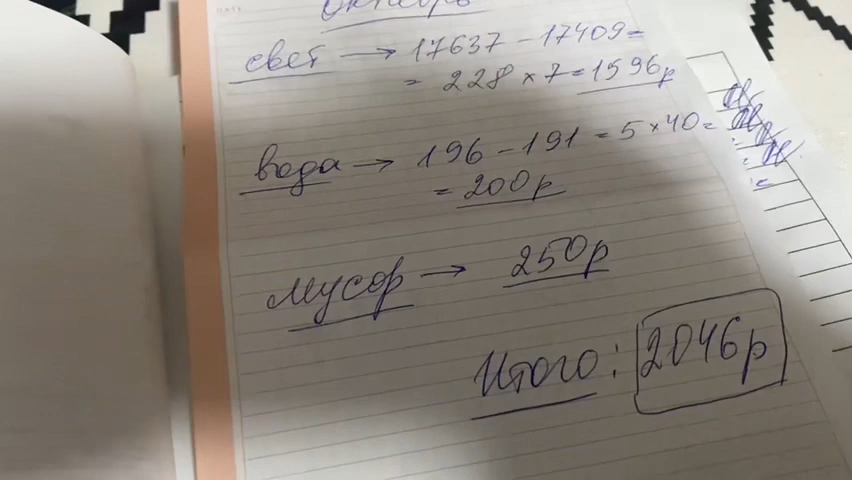 октябрь
свет → 17637 - 17409 =
= 228 × 7 = 1596р
вода → 196 - 191 = 5 × 40 =
= 200р
мусор → 250р
Итого: 2046р